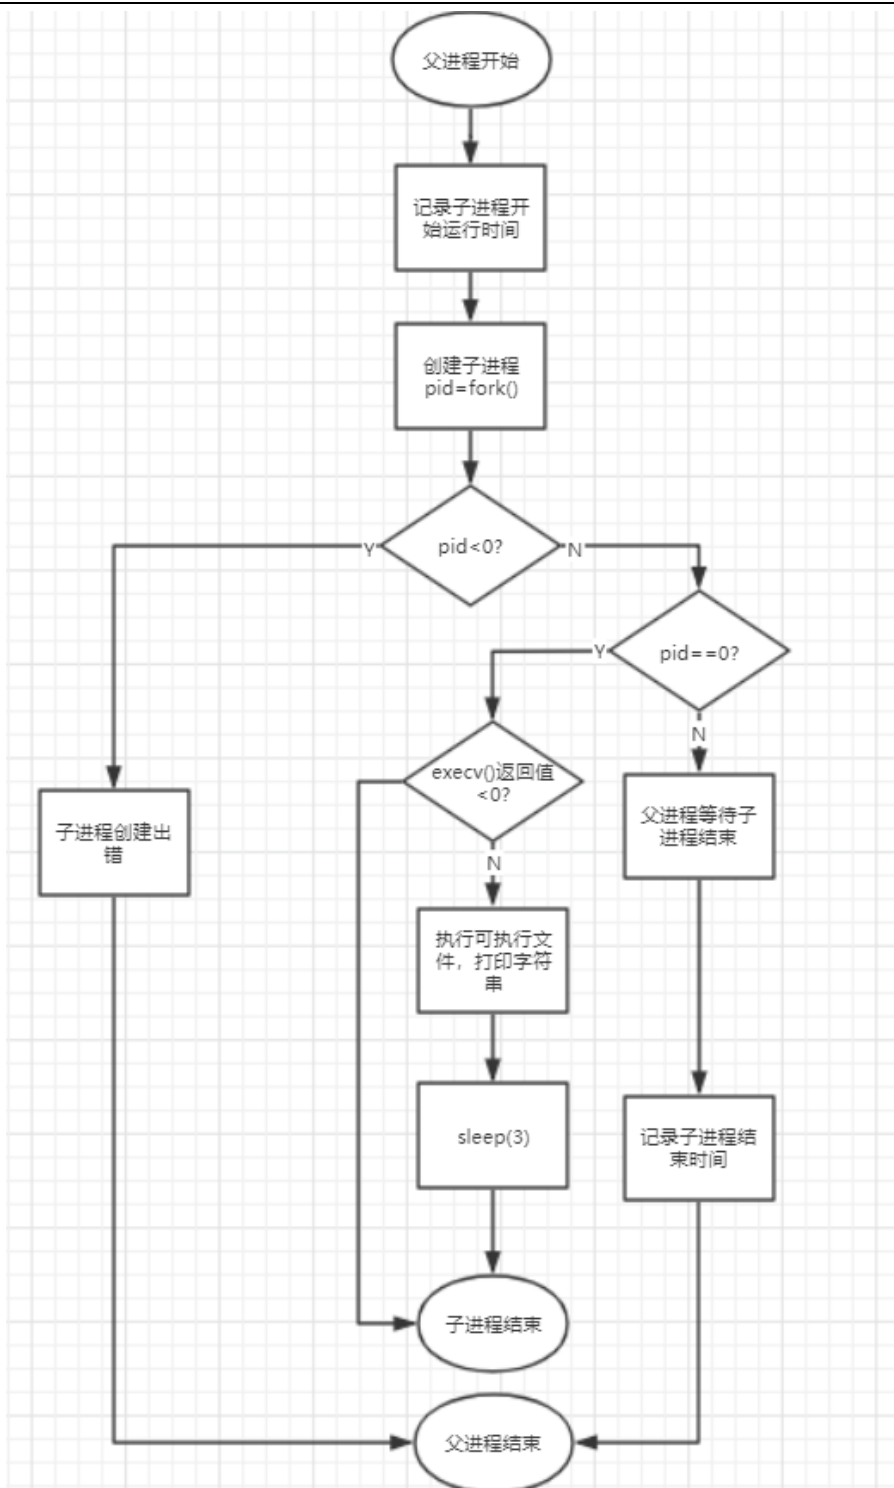 父进程开始
记录子进程开
始运行时间
创建子进程
pid=fork()
pid<0?
Y
N
pid==0?
Y
N
execv()返回值
<0?
N
子进程创建出
错
父进程等待子
进程结束
执行可执行文
件，打印字符
串
sleep(3)
记录子进程结
束时间
子进程结束
父进程结束